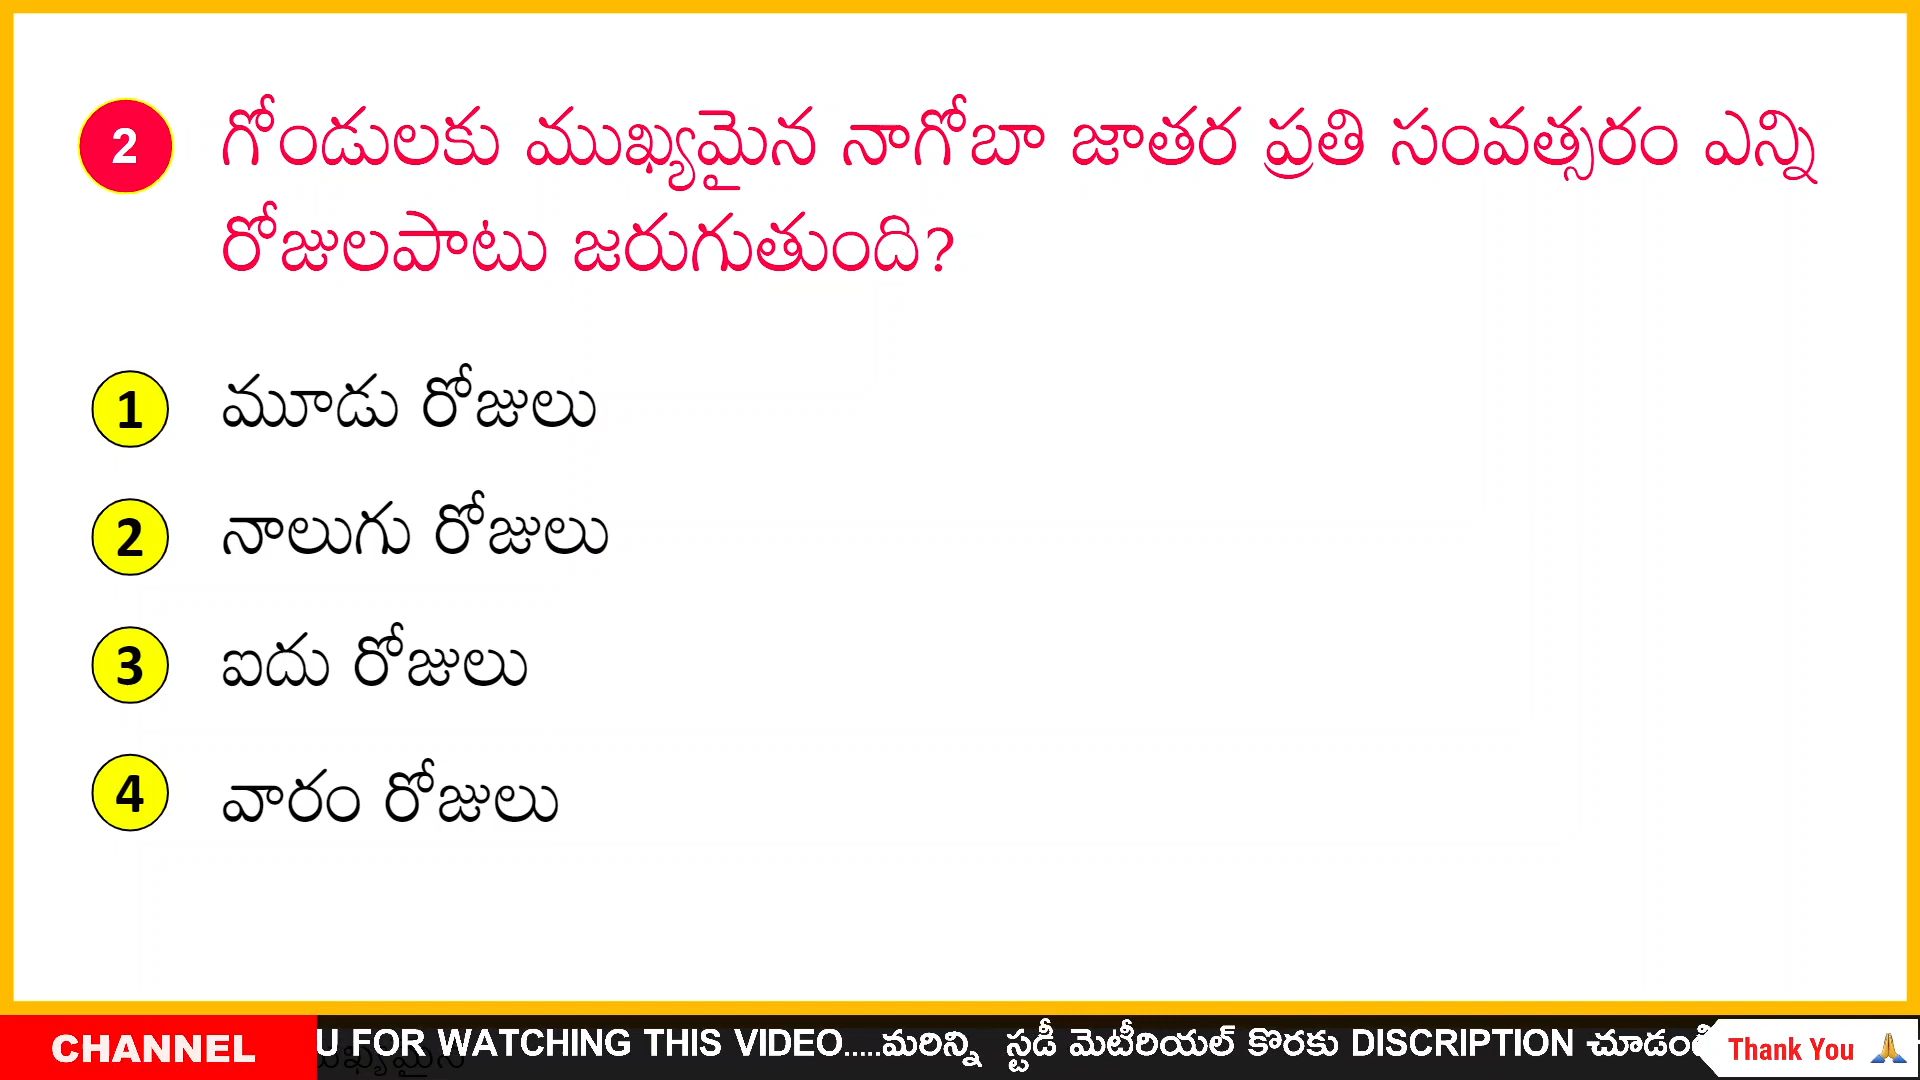 2 గోండులకు ముఖ్యమైన నాగోబా జాతర ప్రతి సంవత్సరం ఎన్ని
రోజులపాటు జరుగుతుంది?
1 మూడు రోజులు
2 నాలుగు రోజులు
3 ఐదు రోజులు
4 వారం రోజులు
CHANNEL U FOR WATCHING THIS VIDEO.....మరిన్ని స్టడీ మెటీరియల్ కొరకు DISCRIPTION చూడండి Thank You